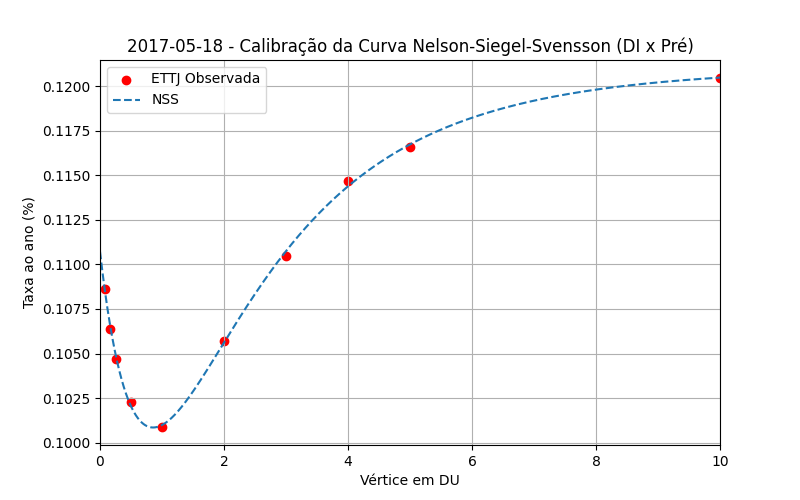 2017-05-18 - Calibração da Curva Nelson-Siegel-Svensson (DI x Pré)
ETTJ Observada
NSS
Taxa ao ano (%)
0.1200
0.1175
0.1150
0.1125
0.1100
0.1075
0.1050
0.1025
0.1000
0 2 4 6 8 10
Vértice em DU